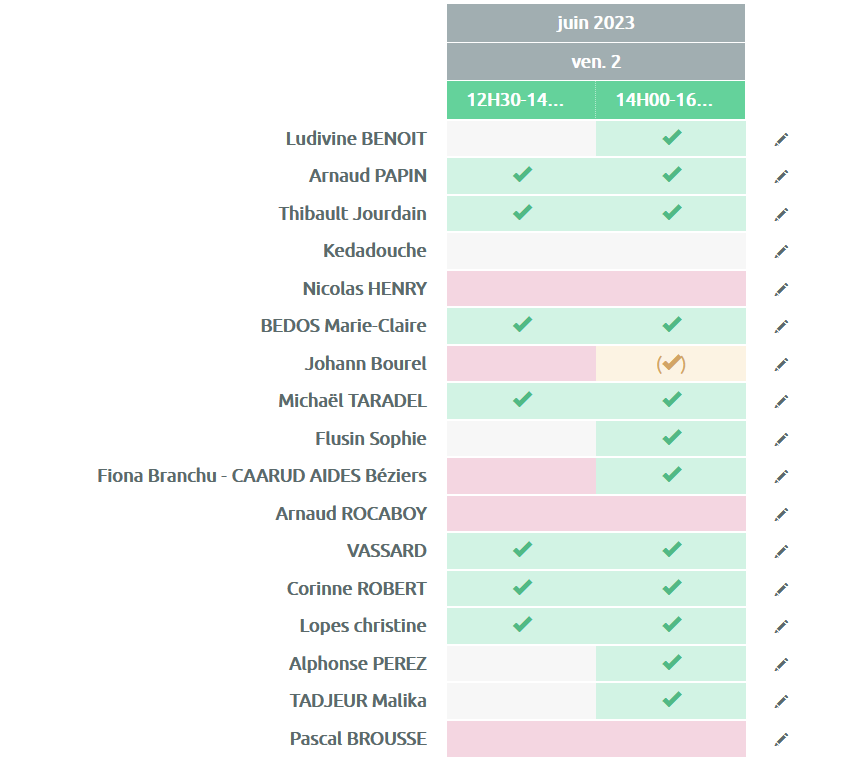 juin 2023
ven. 2
12H30-14... 14H00-16...
Ludivine BENOIT
Arnaud PAPIN
Thibault Jourdain
Kedadouche
Nicolas HENRY
BEDOS Marie-Claire
Johann Bourel (✔)
Michaël TARADEL
Flusin Sophie
Fiona Branchu - CAARUD AIDES Béziers
Arnaud ROCABOY
VASSARD
Corinne ROBERT
Lopes christine
Alphonse PEREZ
TADJEUR Malika
Pascal BROUSSE